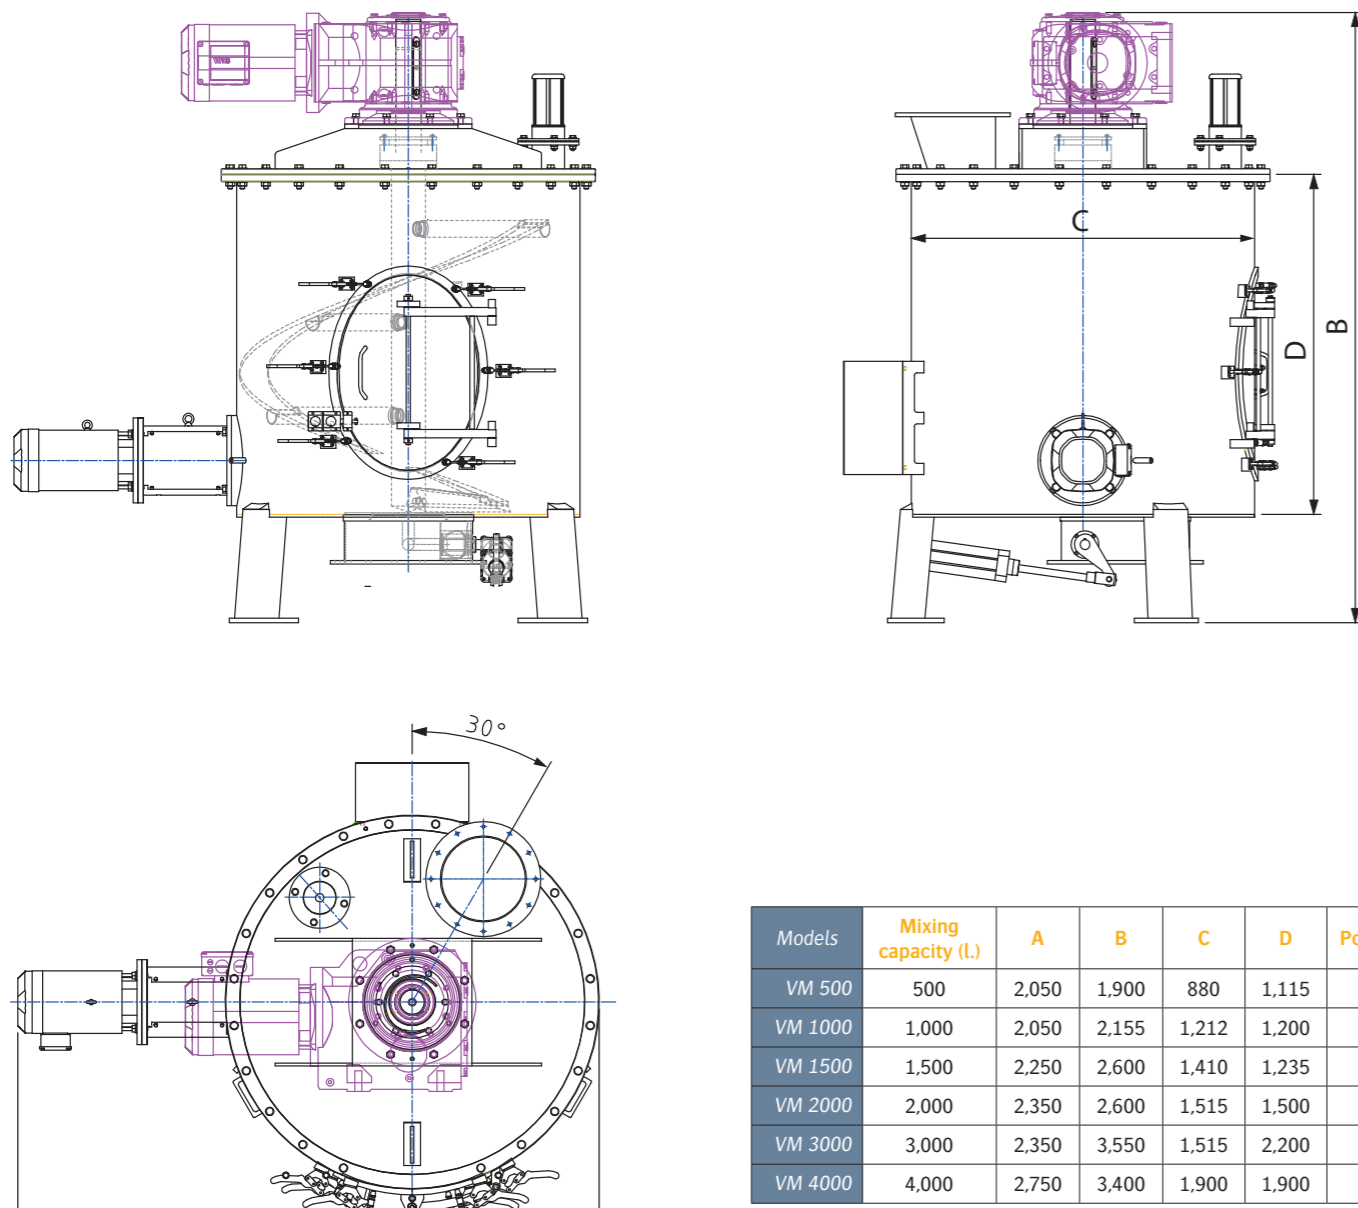 C
D
B
30°
Models Mixing capacity (l.) A B C D
VM 500 500 2,050 1,900 880 1,115
VM 1000 1,000 2,050 2,155 1,212 1,200
VM 1500 1,500 2,250 2,600 1,410 1,235
VM 2000 2,000 2,350 2,600 1,515 1,500
VM 3000 3,000 2,350 3,550 1,515 2,200
VM 4000 4,000 2,750 3,400 1,900 1,900